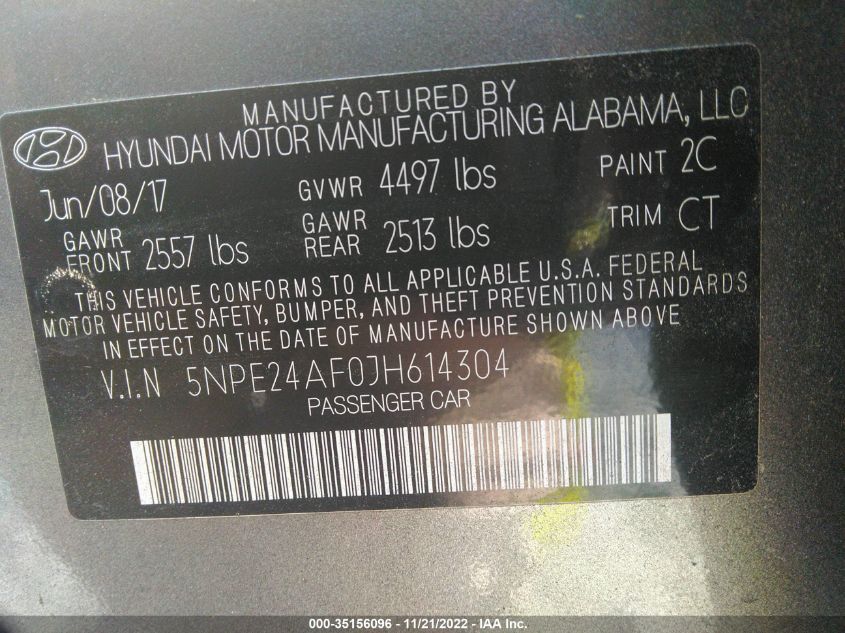 MANUFACTURED BY
HYUNDAI MOTOR MANUFACTURING ALABAMA, LLC
Jun/08/17 GVWR 4497 lbs PAINT 2C
GAWR FRONT 2557 lbs GAWR REAR 2513 lbs TRIM CT
THIS VEHICLE CONFORMS TO ALL APPLICABLE U.S.A. FEDERAL
MOTOR VEHICLE SAFETY, BUMPER, AND THEFT PREVENTION STANDARDS
IN EFFECT ON THE DATE OF MANUFACTURE SHOWN ABOVE
V.I.N 5NPE24AF0JH614304
PASSENGER CAR
000-35156096 - 11/21/2022 - IAA Inc.